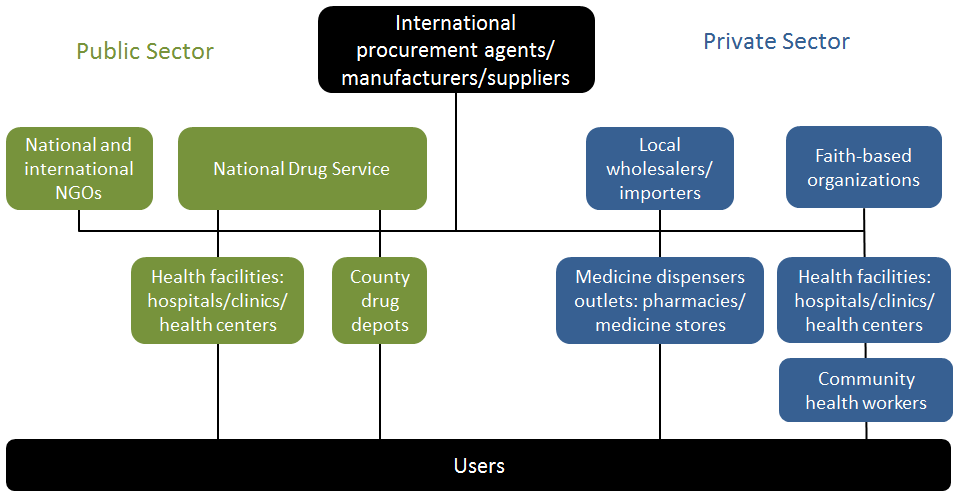 Public Sector
International
procurement agents/
manufacturers/suppliers
Private Sector
National and
international
NGOs
National Drug Service
Local
wholesalers/
importers
Faith-based
organizations
Health facilities:
hospitals/clinics/
health centers
County
drug
depots
Medicine dispensers
outlets: pharmacies/
medicine stores
Health facilities:
hospitals/clinics/
health centers
Community
health workers
Users